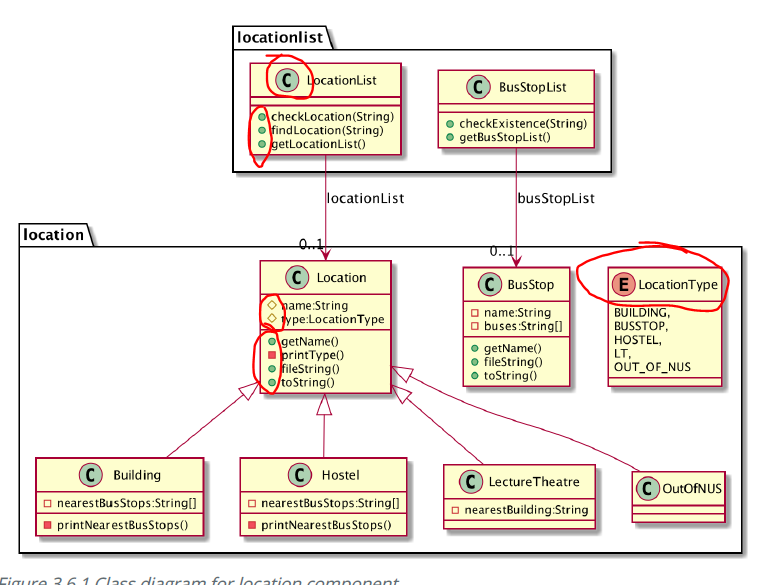 locationlist
C LocationList
checkLocation(String)
findLocation(String)
getLocationList()
C BusStopList
checkExistence(String)
getBusStopList()
locationList
busStopList
0..1
0..1
location
C Location
name:String
type:LocationType
getName()
printType()
fileString()
toString()
C BusStop
name:String
buses:String[]
getName()
fileString()
toString()
E LocationType
BUILDING,
BUSSTOP,
HOSTEL,
LT,
OUT_OF_NUS
C Building
nearestBusStops:String[]
printNearestBusStops()
C Hostel
nearestBusStops:String[]
printNearestBusStops()
C LectureTheatre
nearestBuilding:String
C OutOfNUS
Figure 3.6.1 Class diagram for location component